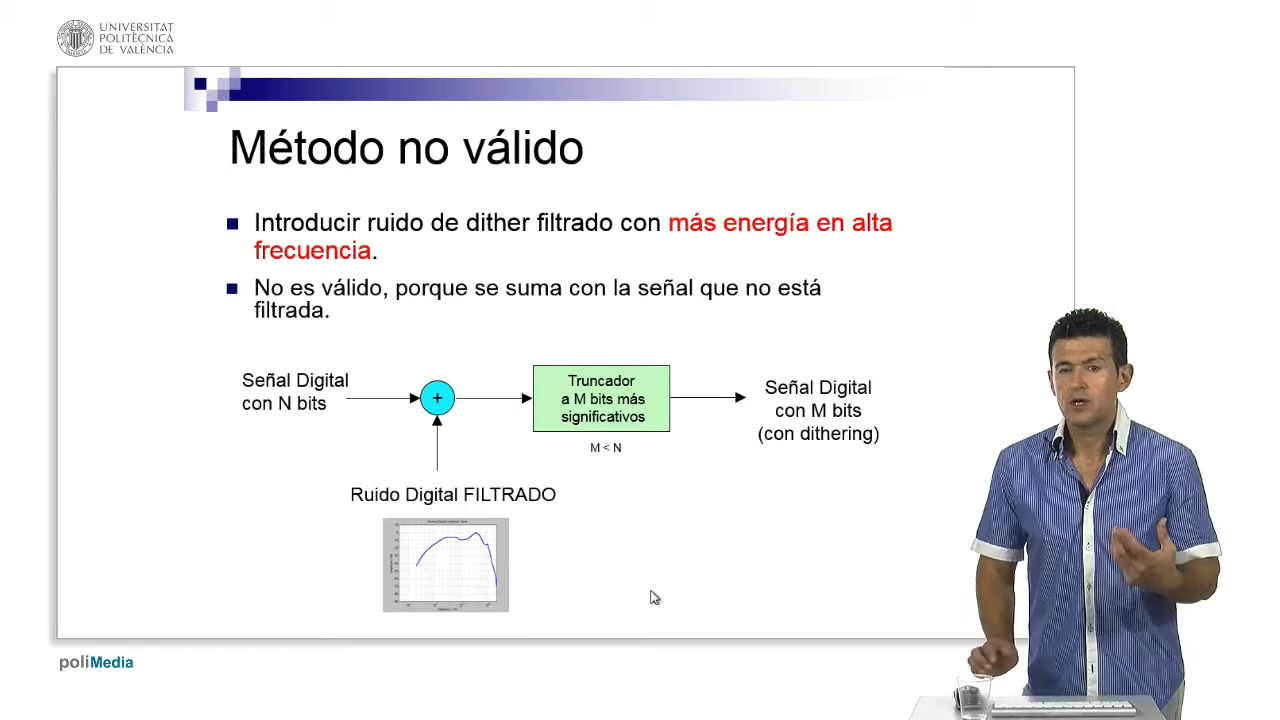 UNIVERSITAT
POLITÈCNICA
DE VALÈNCIA
Método no válido
Introducir ruido de dither filtrado con más energía en alta
frecuencia.
No es válido, porque se suma con la señal que no está
filtrada.
Señal Digital
con N bits
+
Truncador
a M bits más
significativos
M < N
Señal Digital
con M bits
(con dithering)
Ruido Digital FILTRADO
poliMedia